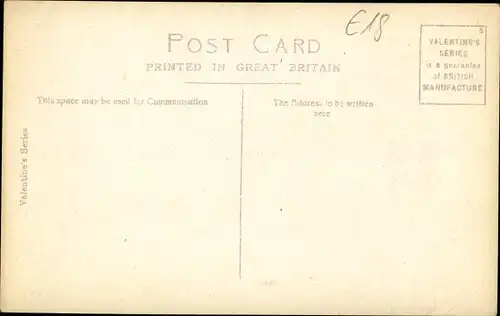 E18
POST CARD
PRINTED IN GREAT BRITAIN
S
VALENTINE'S
SERIES
is a guarantee
of BRITISH
MANUFACTURE
This space may be used for Communication
The Address to be written
here
Valentine's Series